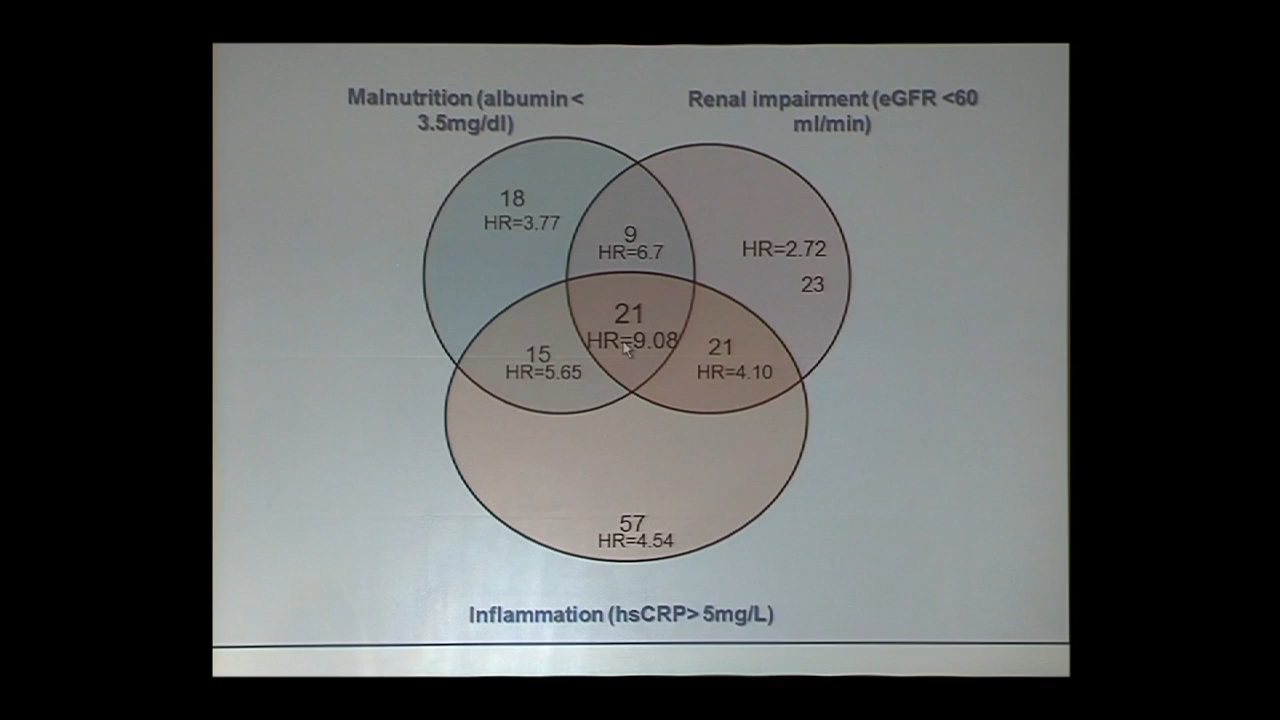 Malnutrition (albumin <
3.5mg/dl)
Renal impairment (eGFR <60
ml/min)
18
HR=3.77
9
HR=6.7
HR=2.72
23
21
HR=9.08
15
HR=5.65
21
HR=4.10
57
HR=4.54
Inflammation (hsCRP> 5mg/L)